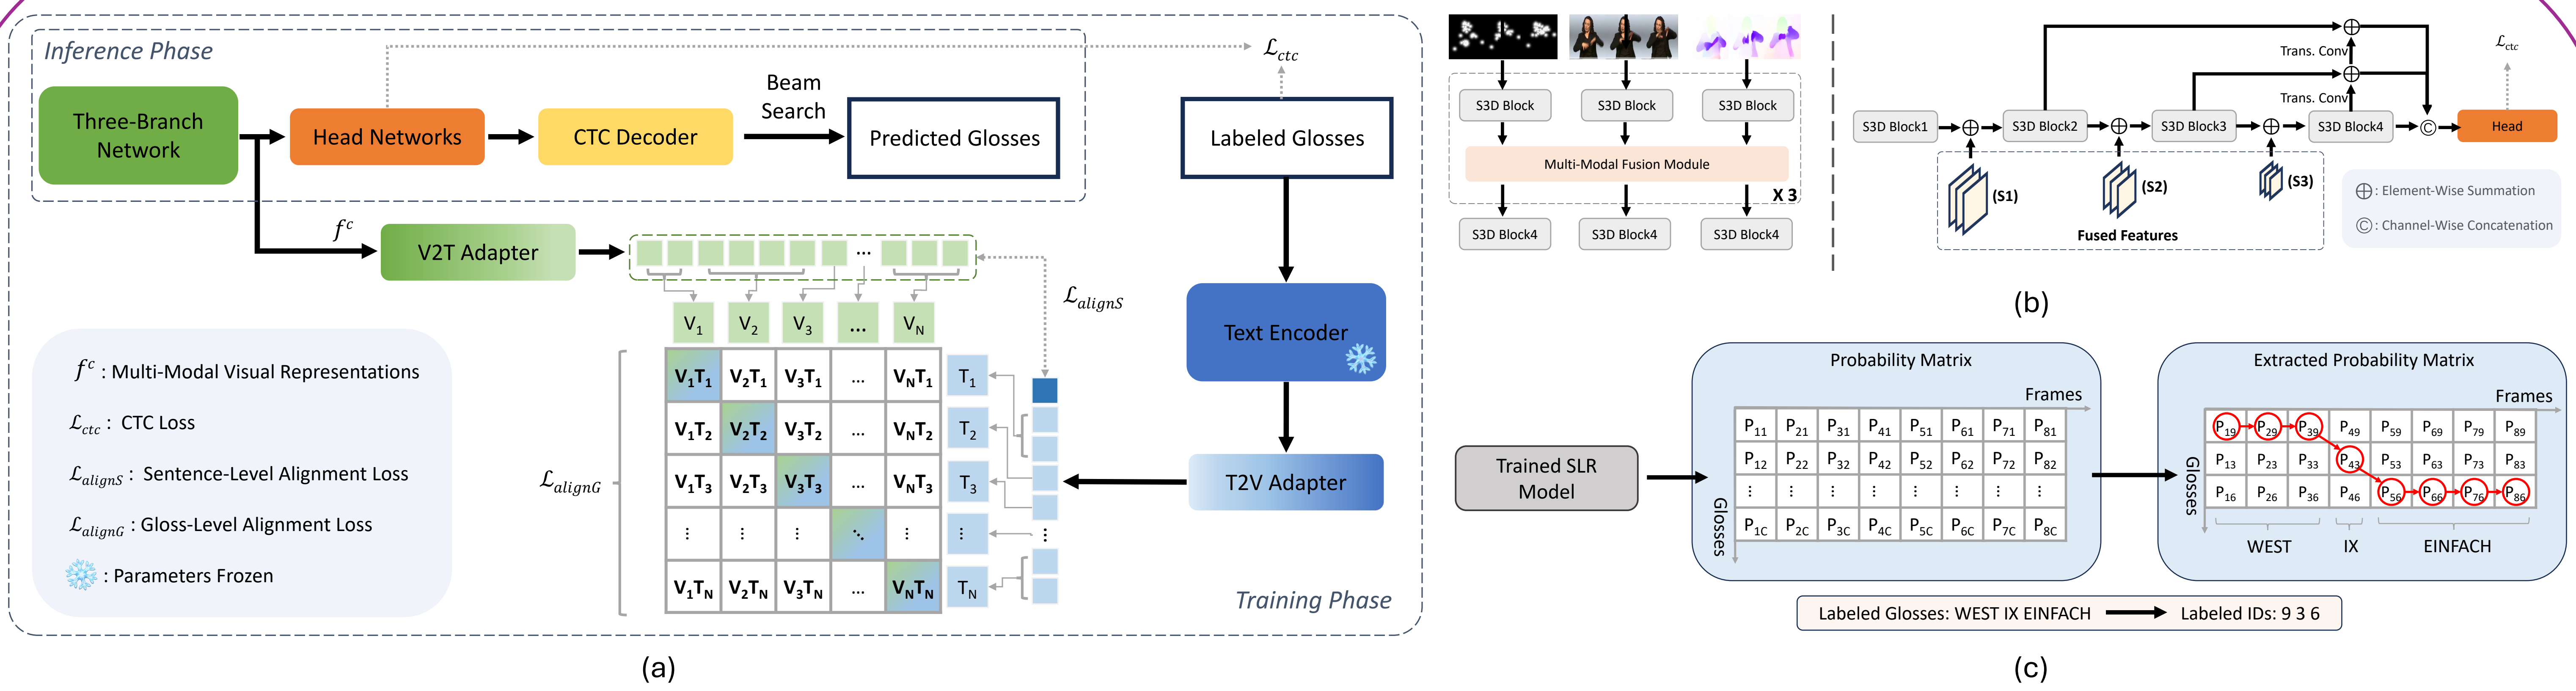 Inference Phase
Three-Branch
Network
Head Networks
CTC Decoder
Beam
Search
Predicted Glosses
ℒctc
Labeled Glosses
f^c
V2T Adapter
...
ℒalignS
V1 V2 V3 ... VN
V1T1 V2T1 V3T1 ... VNT1 T1
V1T2 V2T2 V3T2 ... VNT2 T2
V1T3 V2T3 V3T3 ... VNT3 T3
⋮ ⋮ ⋮ ⋱ ⋮ ⋮ ⋮
V1TN V2TN V3TN ... VNTN TN
ℒalignG
Text Encoder
T2V Adapter
Training Phase
f^c : Multi-Modal Visual Representations
ℒctc : CTC Loss
ℒalignS : Sentence-Level Alignment Loss
ℒalignG : Gloss-Level Alignment Loss
: Parameters Frozen
(a)
S3D Block S3D Block S3D Block
Multi-Modal Fusion Module
X 3
S3D Block4 S3D Block4 S3D Block4
Trans. Conv
Trans. Conv
ℒctc
S3D Block1 ⊕ S3D Block2 ⊕ S3D Block3 ⊕ S3D Block4 © Head
(S1) (S2) (S3)
Fused Features
⊕ : Element-Wise Summation
© : Channel-Wise Concatenation
(b)
Trained SLR
Model
Probability Matrix
Frames
Glosses
P11 P21 P31 P41 P51 P61 P71 P81
P12 P22 P32 P42 P52 P62 P72 P82
⋮ ⋮ ⋮ ⋮ ⋮ ⋮ ⋮ ⋮
P1C P2C P3C P4C P5C P6C P7C P8C
Extracted Probability Matrix
Frames
Glosses
P19 P29 P39 P49 P59 P69 P79 P89
P13 P23 P33 P43 P53 P63 P73 P83
P16 P26 P36 P46 P56 P66 P76 P86
WEST IX EINFACH
Labeled Glosses: WEST IX EINFACH Labeled IDs: 9 3 6
(c)